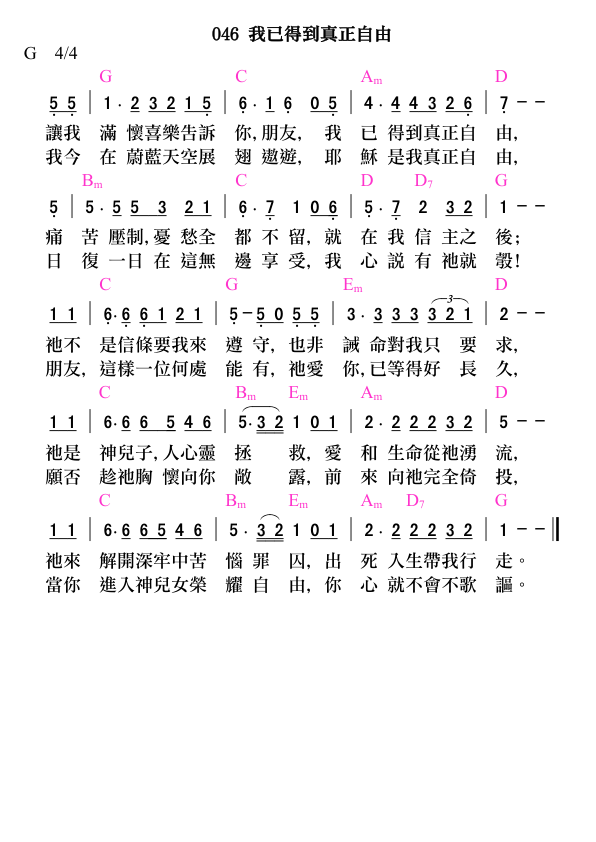 046 我已得到真正自由
G 4/4
G C Am D
5 5 | 1· 2 3 2 1 5 | 6· 1 6 0 5 | 4· 4 4 3 2 6 | 7 - -
讓我 滿 懷喜樂告訴 你,朋友, 我 已 得到真正自 由,
我今 在 蔚藍天空展 翅 遨遊, 耶 穌 是我真正自 由,
Bm C D D7 G
5 | 5· 5 5 3 2 1 | 6· 7 1 0 6 | 5· 7 2 3 2 | 1 - -
痛 苦 壓制,憂 愁全 都 不 留, 就 在 我 信 主之 後;
日 復 一日 在 這無 邊 享 受, 我 心 説 有 祂就 彀!
C G Em D
1 1 | 6· 6 6 1 2 1 | 5 - 5 0 5 5 | 3· 3 3 3 3 2 1 3 | 2 - -
祂不 是信條要我來 遵 守, 也非 誡 命對我只 要 求,
朋友, 這樣一位何處 能 有, 祂愛 你,已等得好 長 久,
C Bm Em Am D
1 1 | 6· 6 6 5 4 6 | 5· 3 2 1 0 1 | 2· 2 2 2 3 2 | 5 - -
祂是 神兒子,人心靈 拯 救, 愛 和 生命從祂湧 流,
願否 趁祂胸 懷向你 敞 露, 前 來 向祂完全倚 投,
C Bm Em Am D7 G
1 1 | 6· 6 6 5 4 6 | 5· 3 2 1 0 1 | 2· 2 2 2 3 2 | 1 - -
祂來 解開深牢中苦 惱 罪 囚, 出 死 入生帶我行 走。
當你 進入神兒女榮 耀 自 由, 你 心 就不會不歌 謳。